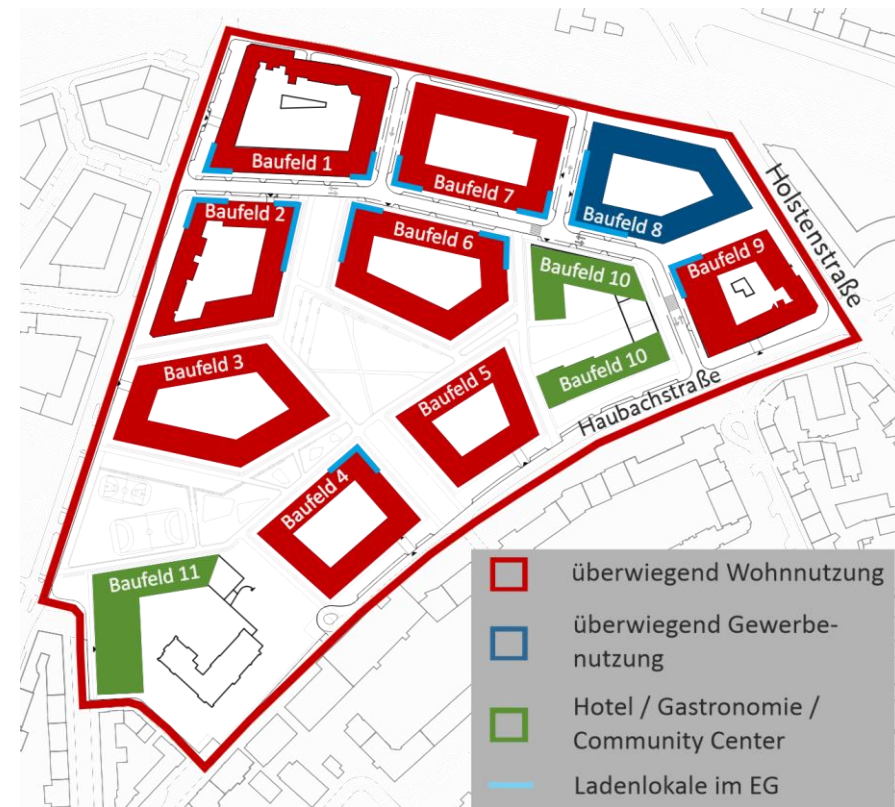 Baufeld 1
Baufeld 7
Baufeld 8
Holstenstraße
Baufeld 2
Baufeld 6
Baufeld 9
Baufeld 10
Baufeld 3
Baufeld 5
Baufeld 10
Haubachstraße
Baufeld 4
Baufeld 11
überwiegend Wohnnutzung
überwiegend Gewerbe-
nutzung
Hotel / Gastronomie /
Community Center
Ladenlokale im EG